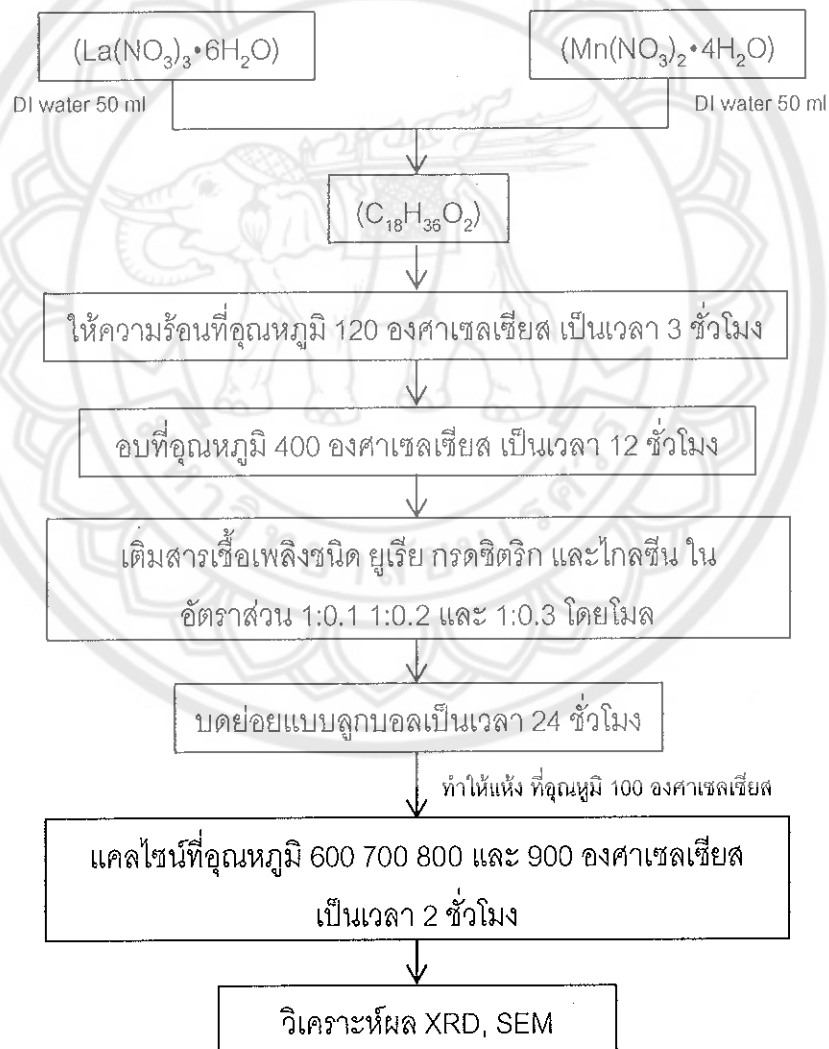 (La(NO₃)₃•6H₂O)
(Mn(NO₃)₂•4H₂O)
DI water 50 ml
DI water 50 ml
(C₁₈H₃₆O₂)
ให้ความร้อนที่อุณหภูมิ 120 องศาเซลเซียส เป็นเวลา 3 ชั่วโมง
อบที่อุณหภูมิ 400 องศาเซลเซียส เป็นเวลา 12 ชั่วโมง
เติมสารเชื้อเพลิงชนิด ยูเรีย กรดซิตริก และไกลซีน ใน
อัตราส่วน 1:0.1 1:0.2 และ 1:0.3 โดยโมล
บดย่อยแบบลูกบอลเป็นเวลา 24 ชั่วโมง
ทำให้แห้ง ที่อุณหูมิ 100 องศาเซลเซียส
แคลไซน์ที่อุณหภูมิ 600 700 800 และ 900 องศาเซลเซียส
เป็นเวลา 2 ชั่วโมง
วิเคราะห์ผล XRD, SEM